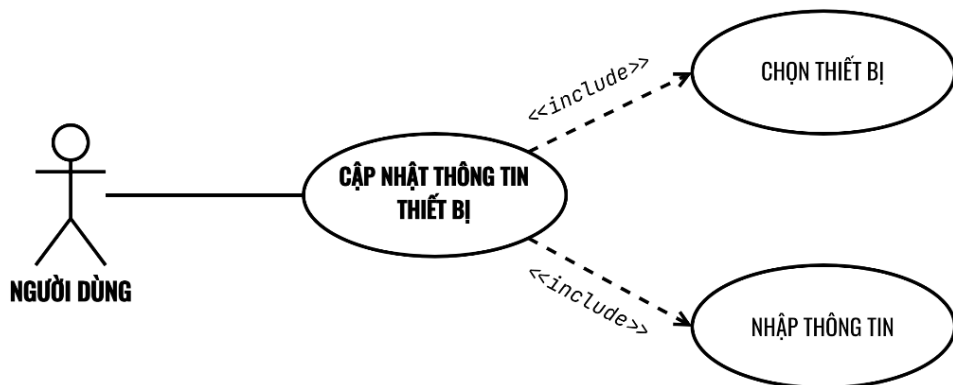 CHỌN THIẾT BỊ
<<include>>
CẬP NHẬT THÔNG TIN
THIẾT BỊ
NGƯỜI DÙNG
<<include>>
NHẬP THÔNG TIN